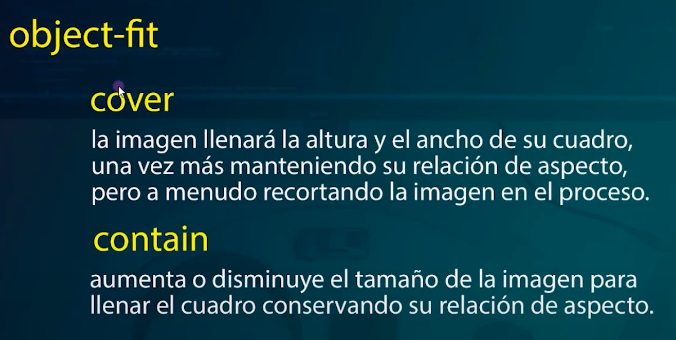 object-fit
cover
la imagen llenará la altura y el ancho de su cuadro,
una vez más manteniendo su relación de aspecto,
pero a menudo recortando la imagen en el proceso.
contain
aumenta o disminuye el tamaño de la imagen para
llenar el cuadro conservando su relación de aspecto.